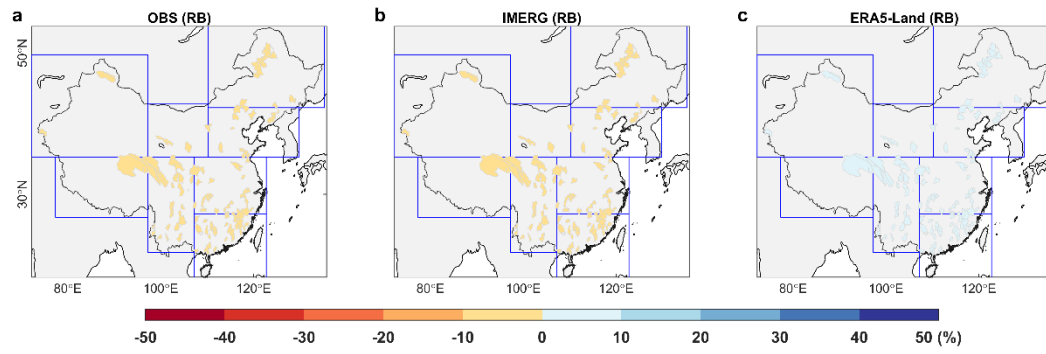 a OBS (RB) b IMERG (RB) c ERA5-Land (RB)
50°N
30°N
80°E 100°E 120°E 80°E 100°E 120°E 80°E 100°E 120°E
-50 -40 -30 -20 -10 0 10 20 30 40 50 (%)